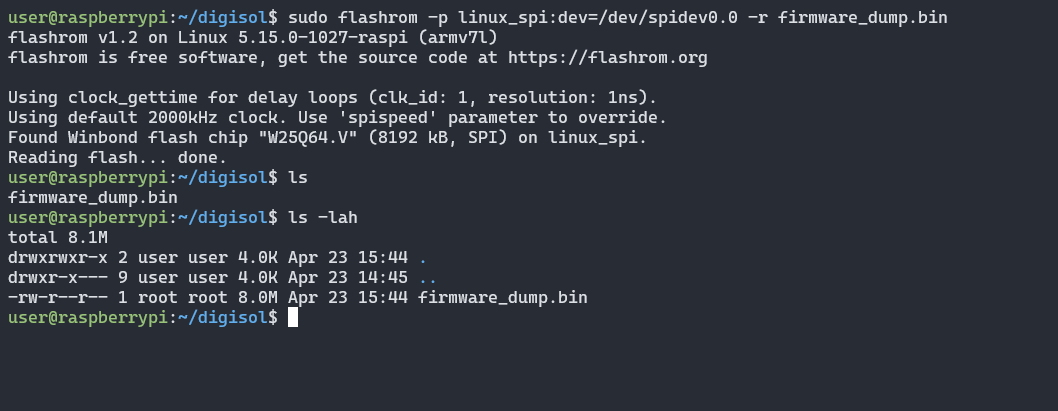 user@raspberrypi:~/digisol$ sudo flashrom -p linux_spi:dev=/dev/spidev0.0 -r firmware_dump.bin
flashrom v1.2 on Linux 5.15.0-1027-raspi (armv7l)
flashrom is free software, get the source code at https://flashrom.org

Using clock_gettime for delay loops (clk_id: 1, resolution: 1ns).
Using default 2000kHz clock. Use 'spispeed' parameter to override.
Found Winbond flash chip "W25Q64.V" (8192 kB, SPI) on linux_spi.
Reading flash... done.
user@raspberrypi:~/digisol$ ls
firmware_dump.bin
user@raspberrypi:~/digisol$ ls -lah
total 8.1M
drwxrwxr-x 2 user user 4.0K Apr 23 15:44 .
drwxr-x--- 9 user user 4.0K Apr 23 14:45 ..
-rw-r--r-- 1 root root 8.0M Apr 23 15:44 firmware_dump.bin
user@raspberrypi:~/digisol$